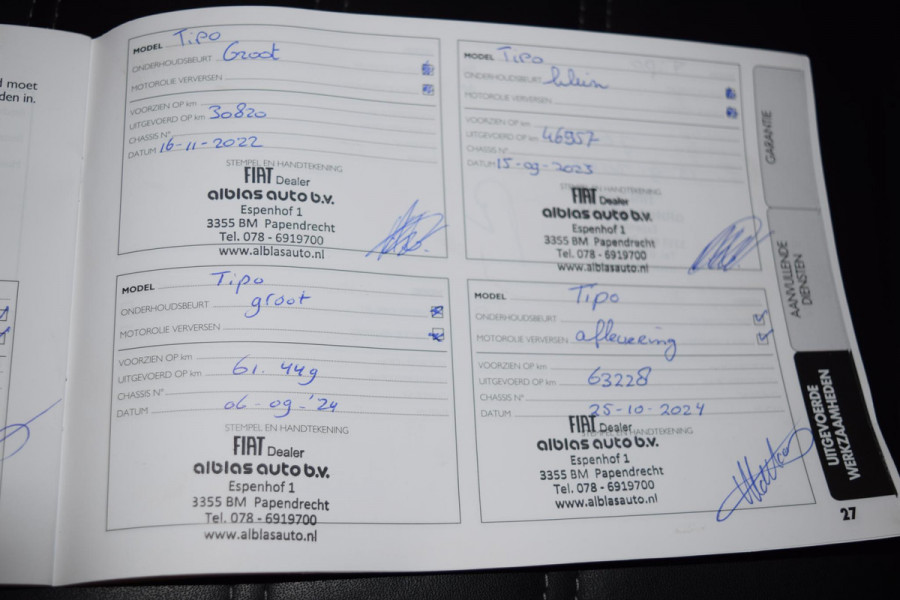 moet
den in.
MODEL Tipo
ONDERHOUDSBEURT Groot
MOTOROLIE VERVERSEN
VOORZIEN OP km
UITGEVOERD OP km 30820
CHASSIS N°
DATUM 16-11-2022
STEMPEL EN HANDTEKENING
FIAT Dealer
alblas auto b.v.
Espenhof 1
3355 BM Papendrecht
Tel. 078 - 6919700
www.alblasauto.nl
MODEL Tipo
ONDERHOUDSBEURT klein
MOTOROLIE VERVERSEN
VOORZIEN OP km
UITGEVOERD OP km 46957
CHASSIS N°
DATUM 15-09-2023
STEMPEL EN HANDTEKENING
FIAT Dealer
alblas auto b.v.
Espenhof 1
3355 BM Papendrecht
Tel. 078 - 6919700
www.alblasauto.nl
MODEL Tipo
ONDERHOUDSBEURT groot
MOTOROLIE VERVERSEN
VOORZIEN OP km
UITGEVOERD OP km 61.449
CHASSIS N°
DATUM 06-09-'24
STEMPEL EN HANDTEKENING
FIAT Dealer
alblas auto b.v.
Espenhof 1
3355 BM Papendrecht
Tel. 078 - 6919700
www.alblasauto.nl
MODEL Tipo
ONDERHOUDSBEURT
MOTOROLIE VERVERSEN aflevering
VOORZIEN OP km
UITGEVOERD OP km 63228
CHASSIS N°
DATUM 25-10-2024
STEMPEL EN HANDTEKENING
FIAT Dealer
alblas auto b.v.
Espenhof 1
3355 BM Papendrecht
Tel. 078 - 6919700
www.alblasauto.nl
GARANTIE
AANVULLENDE
DIENSTEN
UITGEVOERDE
WERKZAAMHEDEN
27